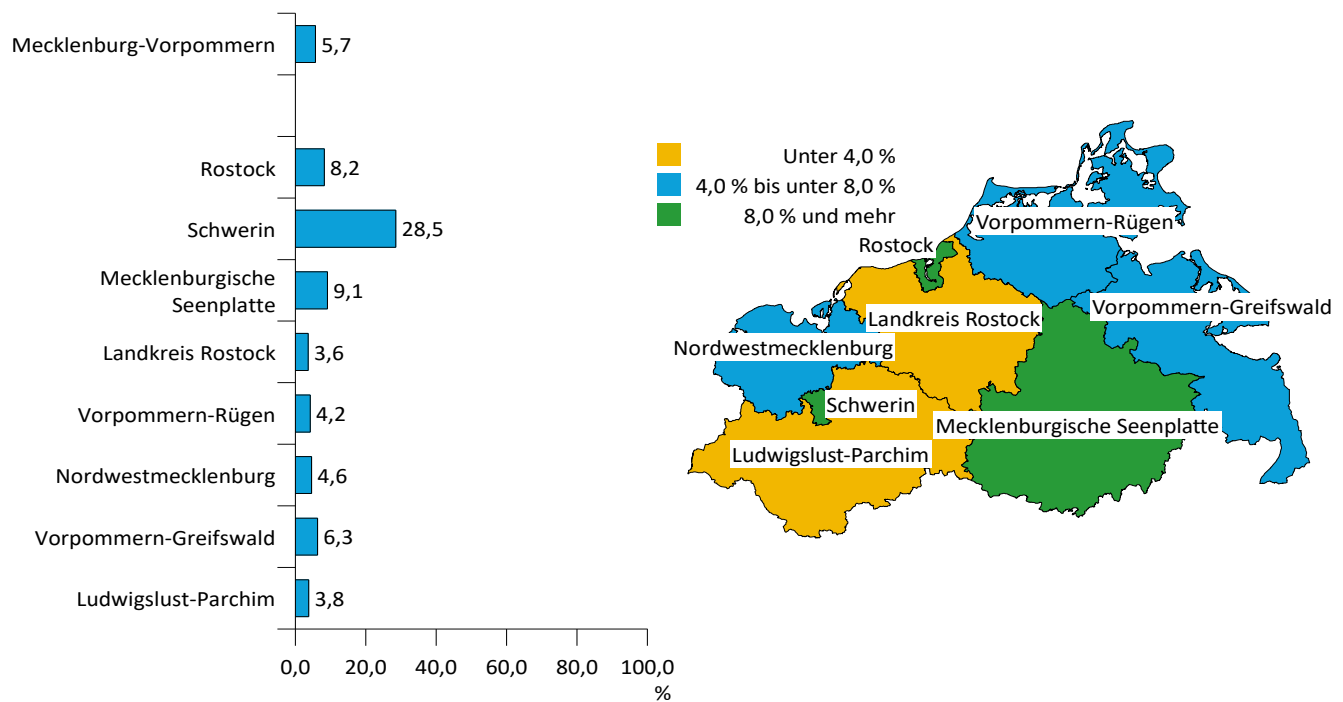 Mecklenburg-Vorpommern 5,7
Rostock 8,2
Schwerin 28,5
Mecklenburgische
Seenplatte 9,1
Landkreis Rostock 3,6
Vorpommern-Rügen 4,2
Nordwestmecklenburg 4,6
Vorpommern-Greifswald 6,3
Ludwigslust-Parchim 3,8
0,0 20,0 40,0 60,0 80,0 100,0
%
Unter 4,0 %
4,0 % bis unter 8,0 %
8,0 % und mehr
Vorpommern-Rügen
Rostock
Vorpommern-Greifswald
Landkreis Rostock
Nordwestmecklenburg
Schwerin
Mecklenburgische Seenplatte
Ludwigslust-Parchim